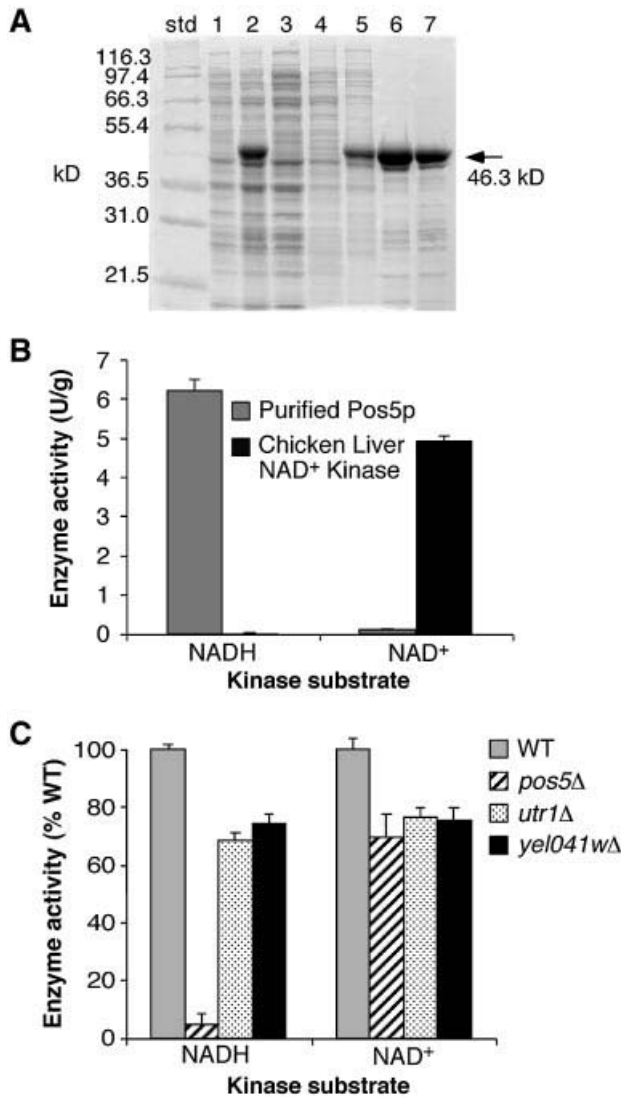 A
std 1 2 3 4 5 6 7
116.3
97.4
66.3
55.4
kD
36.5
31.0
21.5
46.3 kD
B
Enzyme activity (U/g)
7
6
5
4
3
2
1
0
Purified Pos5p
Chicken Liver
NAD⁺ Kinase
NADH NAD⁺
Kinase substrate
C
Enzyme activity (% WT)
100
80
60
40
20
0
WT
pos5Δ
utr1Δ
yel041wΔ
NADH NAD⁺
Kinase substrate